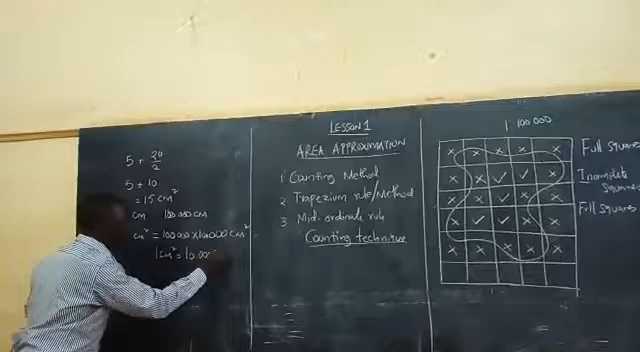 5 + 20/2
5 + 10
= 15 cm²
cm 100 000 cm
cm² = 100 000 x 100 000 cm²
1 cm² = 10 000
LESSON 1
AREA APPROXIMATION
1 Counting Method
2 Trapezium rule/Method
3 Mid-ordinate rule
Counting technique
1 100 000
Full squares
Incomplete squares
Full squares